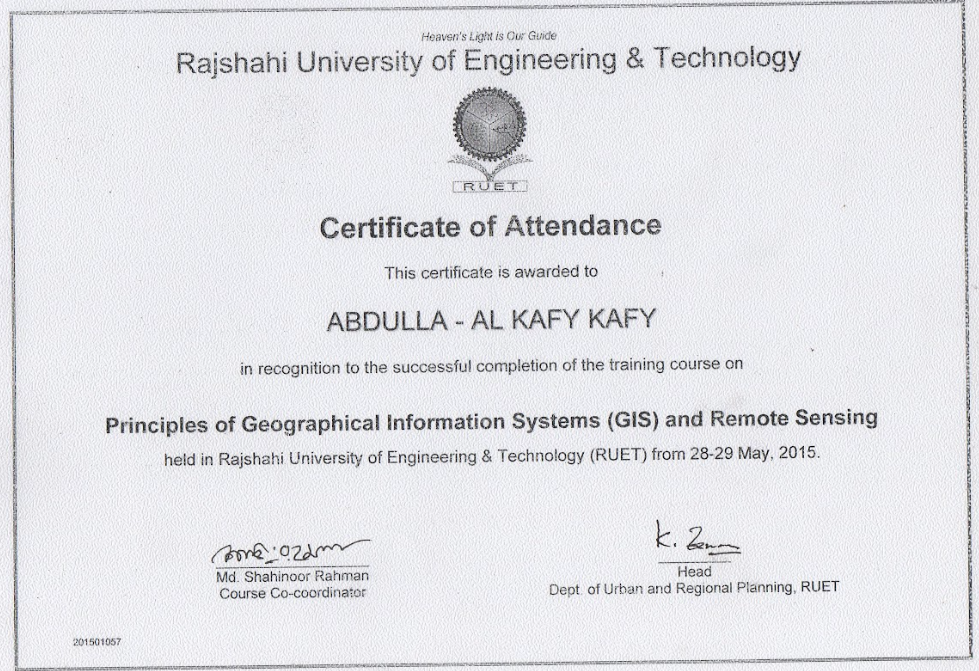 Heaven's Light is Our Guide
Rajshahi University of Engineering & Technology
RUET
Certificate of Attendance
This certificate is awarded to
ABDULLA - AL KAFY KAFY
in recognition to the successful completion of the training course on
Principles of Geographical Information Systems (GIS) and Remote Sensing
held in Rajshahi University of Engineering & Technology (RUET) from 28-29 May, 2015.
K.
Md. Shahinoor Rahman
Course Co-coordinator
Head
Dept. of Urban and Regional Planning, RUET
201501057